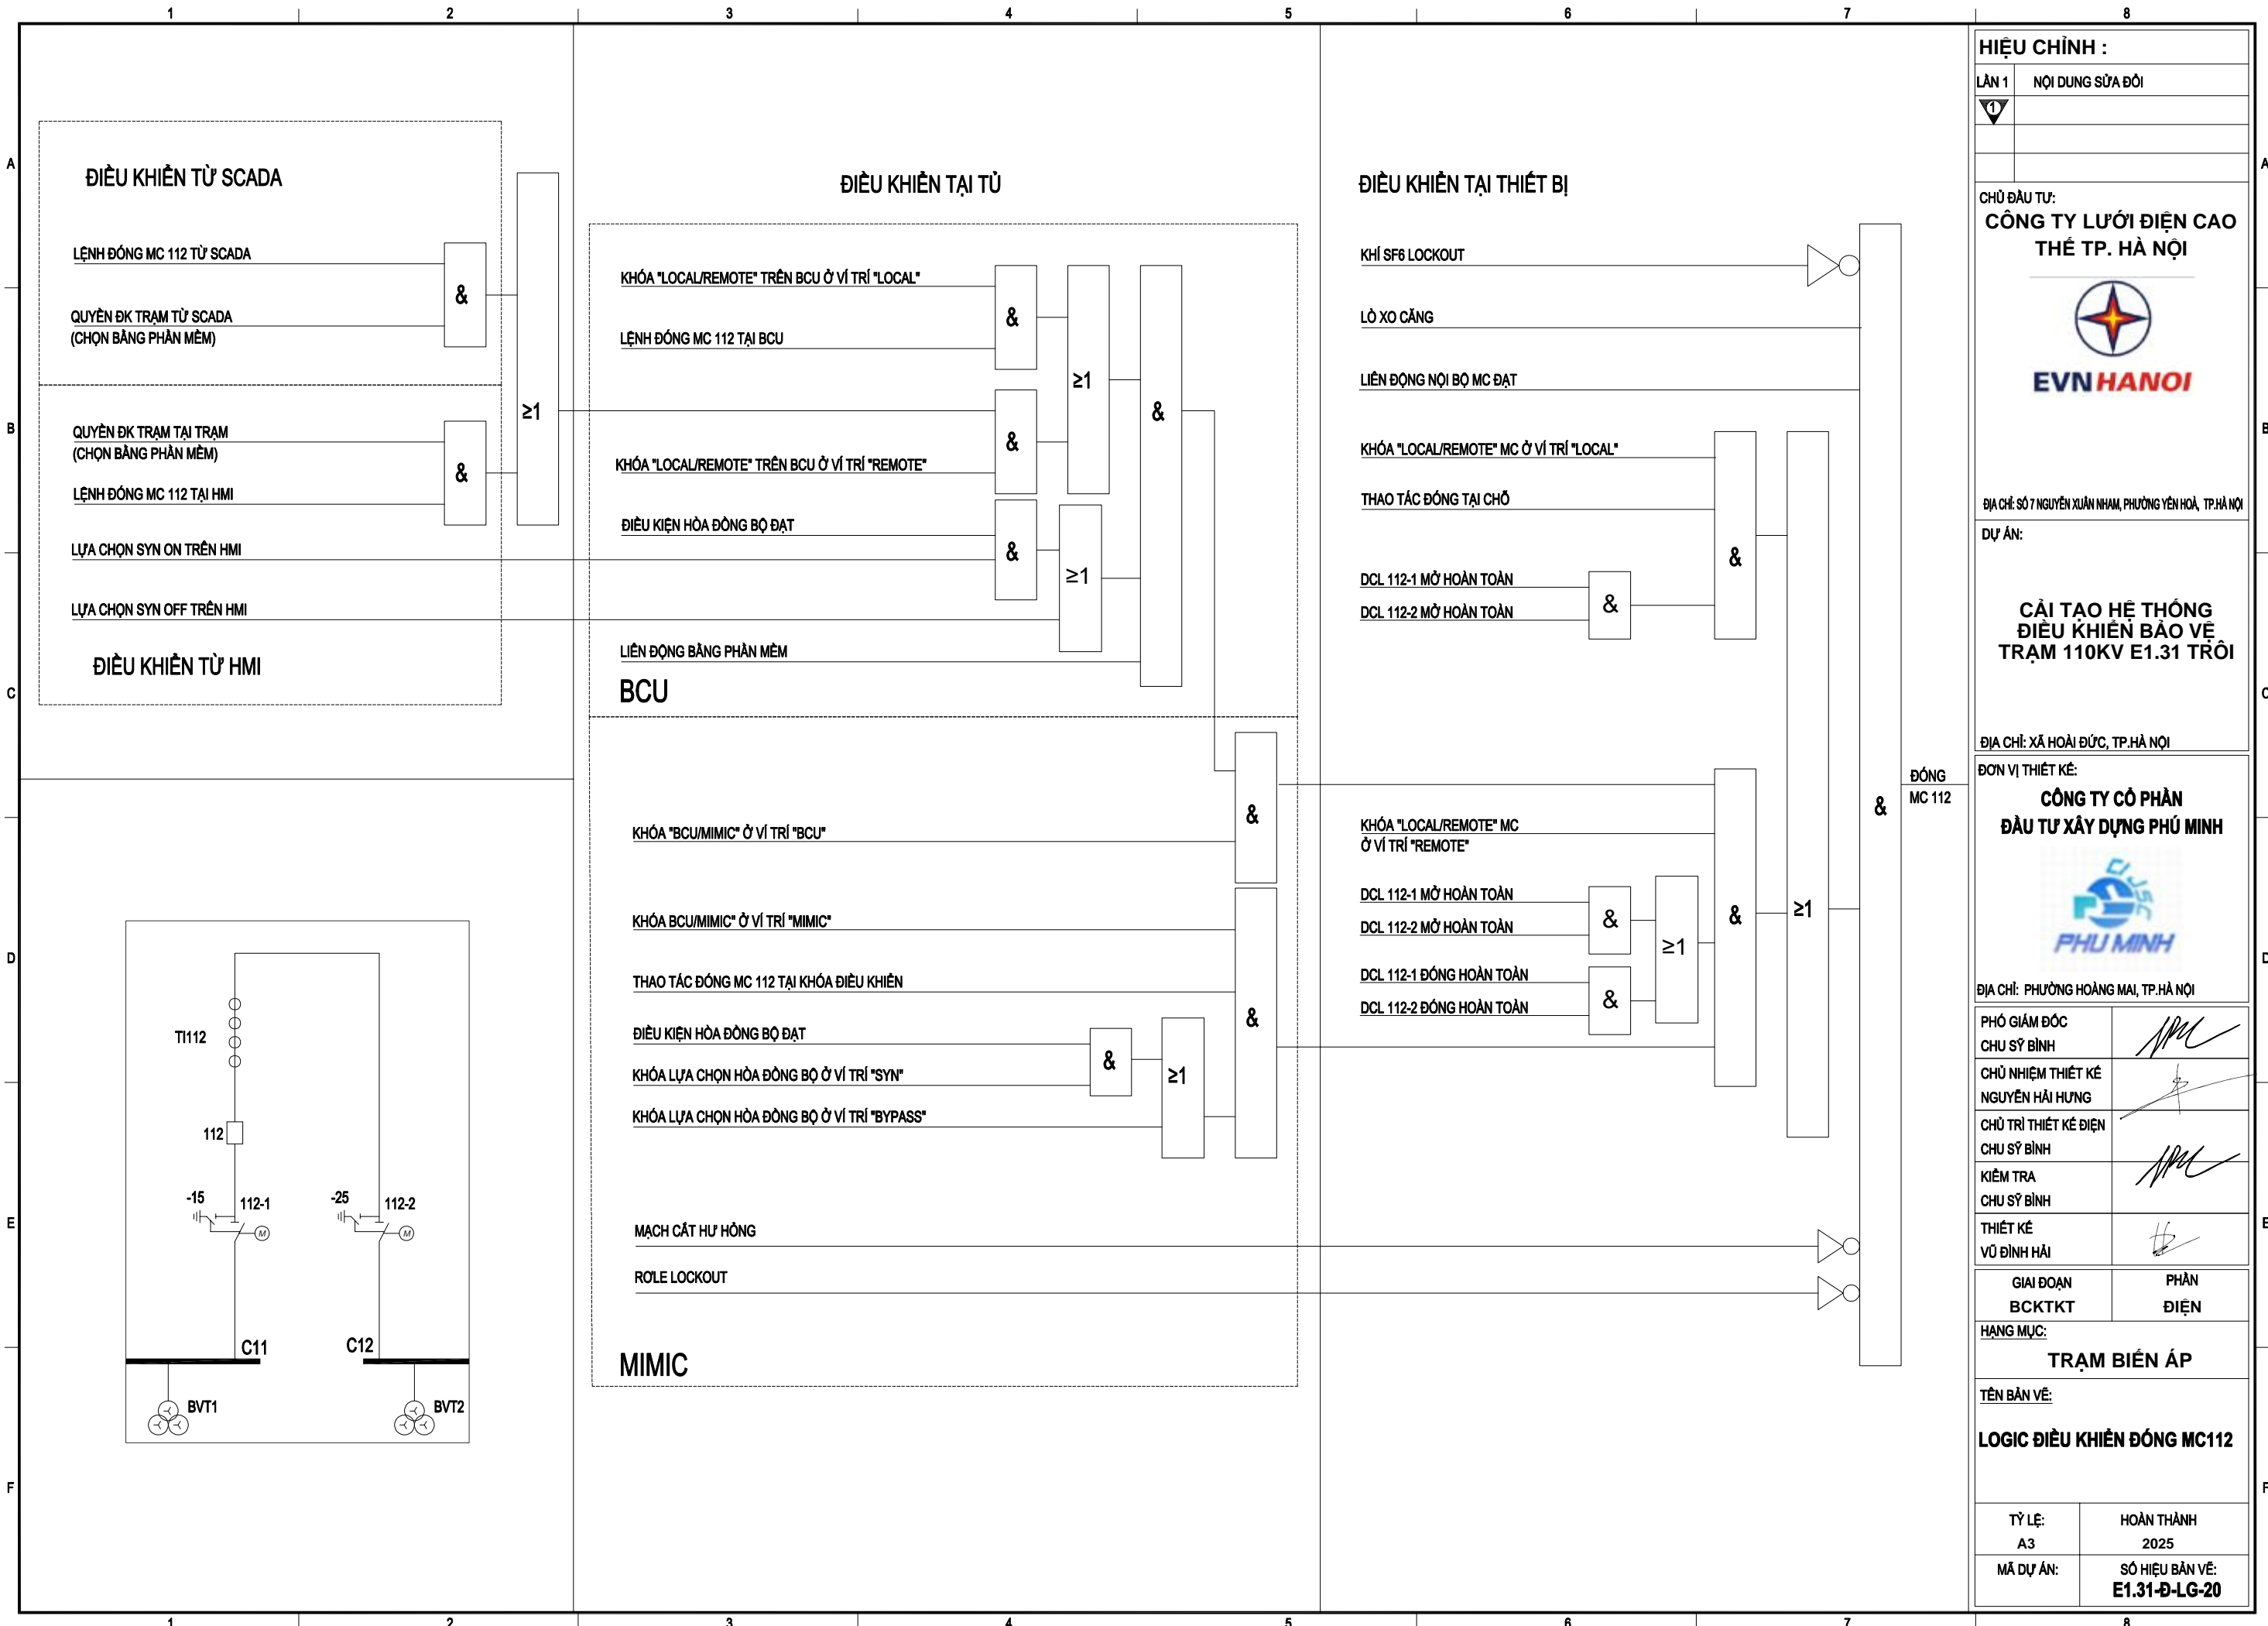 1 2 3 4 5 6 7 8
A
B
C
D
E
F
ĐIỀU KHIỂN TỪ SCADA
LỆNH ĐÓNG MC 112 TỪ SCADA
QUYỀN ĐK TRẠM TỪ SCADA
(CHỌN BẰNG PHẦN MỀM)
&
QUYỀN ĐK TRẠM TẠI TRẠM
(CHỌN BẰNG PHẦN MỀM)
LỆNH ĐÓNG MC 112 TẠI HMI
&
≥1
LỰA CHỌN SYN ON TRÊN HMI
LỰA CHỌN SYN OFF TRÊN HMI
ĐIỀU KHIỂN TỪ HMI
TI112
112
-15
112-1
M
-25
112-2
M
C11
C12
BVT1
BVT2
ĐIỀU KHIỂN TẠI TỦ
KHÓA "LOCAL/REMOTE" TRÊN BCU Ở VÍ TRÍ "LOCAL"
LỆNH ĐÓNG MC 112 TẠI BCU
&
KHÓA "LOCAL/REMOTE" TRÊN BCU Ở VÍ TRÍ "REMOTE"
&
≥1
&
ĐIỀU KIỆN HÒA ĐỒNG BỘ ĐẠT
&
≥1
LIÊN ĐỘNG BẰNG PHẦN MỀM
BCU
KHÓA "BCU/MIMIC" Ở VÍ TRÍ "BCU"
&
KHÓA BCU/MIMIC" Ở VÍ TRÍ "MIMIC"
THAO TÁC ĐÓNG MC 112 TẠI KHÓA ĐIỀU KHIỂN
ĐIỀU KIỆN HÒA ĐỒNG BỘ ĐẠT
KHÓA LỰA CHỌN HÒA ĐỒNG BỘ Ở VÍ TRÍ "SYN"
KHÓA LỰA CHỌN HÒA ĐỒNG BỘ Ở VÍ TRÍ "BYPASS"
&
≥1
&
MẠCH CẮT HƯ HỎNG
RƠLE LOCKOUT
MIMIC
ĐIỀU KHIỂN TẠI THIẾT BỊ
KHÍ SF6 LOCKOUT
LÒ XO CĂNG
LIÊN ĐỘNG NỘI BỘ MC ĐẠT
KHÓA "LOCAL/REMOTE" MC Ở VÍ TRÍ "LOCAL"
THAO TÁC ĐÓNG TẠI CHỖ
DCL 112-1 MỞ HOÀN TOÀN
DCL 112-2 MỞ HOÀN TOÀN
&
&
KHÓA "LOCAL/REMOTE" MC
Ở VÍ TRÍ "REMOTE"
DCL 112-1 MỞ HOÀN TOÀN
DCL 112-2 MỞ HOÀN TOÀN
&
DCL 112-1 ĐÓNG HOÀN TOÀN
DCL 112-2 ĐÓNG HOÀN TOÀN
&
≥1
&
≥1
&
ĐÓNG
MC 112
HIỆU CHỈNH :
LẦN 1 NỘI DUNG SỬA ĐỔI
1
CHỦ ĐẦU TƯ:
CÔNG TY LƯỚI ĐIỆN CAO
THẾ TP. HÀ NỘI
EVNHANOI
ĐỊA CHỈ: SỐ 7 NGUYỄN XUÂN NHAM, PHƯỜNG YÊN HOÀ, TP.HÀ NỘI
DỰ ÁN:
CẢI TẠO HỆ THỐNG
ĐIỀU KHIỂN BẢO VỆ
TRẠM 110KV E1.31 TRÔI
ĐỊA CHỈ: XÃ HOÀI ĐỨC, TP.HÀ NỘI
ĐƠN VỊ THIẾT KẾ:
CÔNG TY CỔ PHẦN
ĐẦU TƯ XÂY DỰNG PHÚ MINH
CIJSC
PHU MINH
ĐỊA CHỈ: PHƯỜNG HOÀNG MAI, TP.HÀ NỘI
PHÓ GIÁM ĐỐC
CHU SỸ BÌNH
CHỦ NHIỆM THIẾT KẾ
NGUYỄN HẢI HƯNG
CHỦ TRÌ THIẾT KẾ ĐIỆN
CHU SỸ BÌNH
KIỂM TRA
CHU SỸ BÌNH
THIẾT KẾ
VŨ ĐÌNH HẢI
GIAI ĐOẠN PHẦN
BCKTKT ĐIỆN
HẠNG MỤC:
TRẠM BIẾN ÁP
TÊN BẢN VẼ:
LOGIC ĐIỀU KHIỂN ĐÓNG MC112
TỶ LỆ: HOÀN THÀNH
A3 2025
MÃ DỰ ÁN: SỐ HIỆU BẢN VẼ:
E1.31-Đ-LG-20
A
B
C
D
E
F
1 2 3 4 5 6 7 8